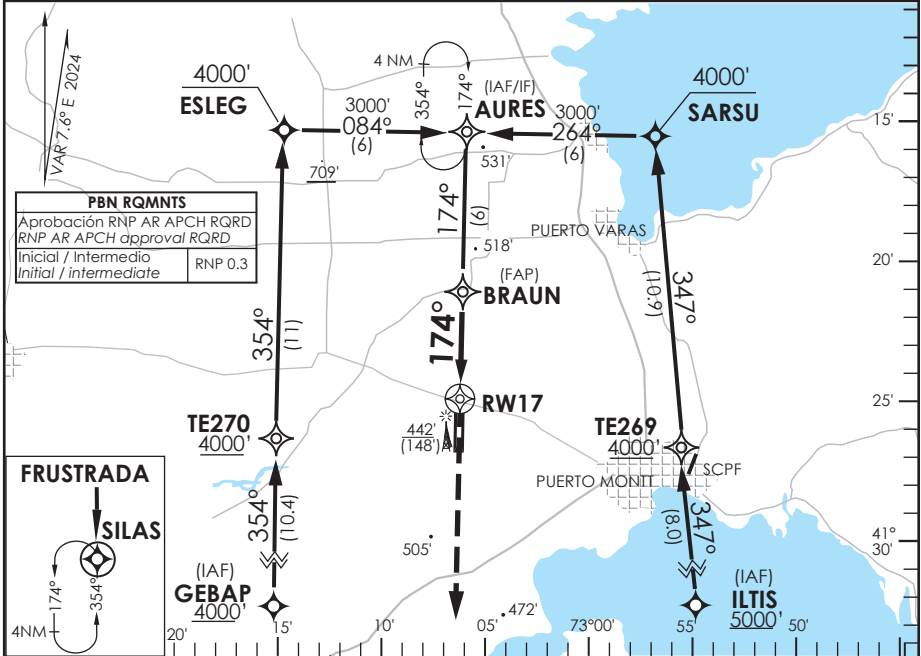 VAR 7.6° E 2024
4000'
ESLEG
3000'
084°
(6)
4 NM
354°
174°
(IAF/IF)
AURES
3000'
264°
(6)
4000'
SARSU
15'
709'
531'
PBN RQMNTS
Aprobación RNP AR APCH RQRD
RNP AR APCH approval RQRD
Inicial / Intermedio
Initial / intermediate
RNP 0.3
174°
(6)
518'
PUERTO VARAS
20'
(FAP)
BRAUN
347°
(10.9)
354°
(11)
174°
RW17
25'
TE270
4000'
442'
(148')
TE269
4000'
PUERTO MONTT
SCPF
FRUSTRADA
SILAS
174°
354°
4NM
354°
(10.4)
505'
347°
(8.0)
41°
30'
(IAF)
GEBAP
4000'
(IAF)
ILTIS
5000'
472'
20'
15'
10'
05'
73°00'
55'
50'